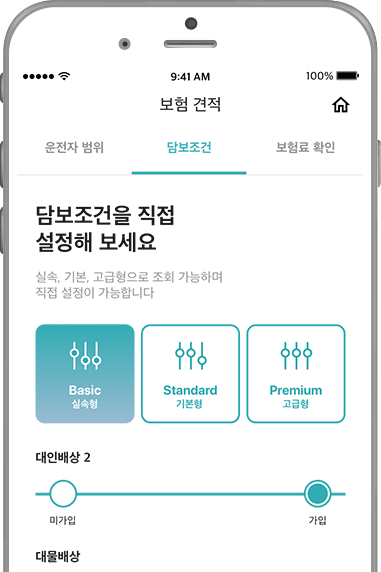 9:41 AM
100%
보험 견적
운전자 범위
담보조건
보험료 확인
담보조건을 직접
설정해 보세요
실속, 기본, 고급형으로 조회 가능하며
직접 설정이 가능합니다
Basic
실속형
Standard
기본형
Premium
고급형
대인배상 2
미가입
가입
대물배상